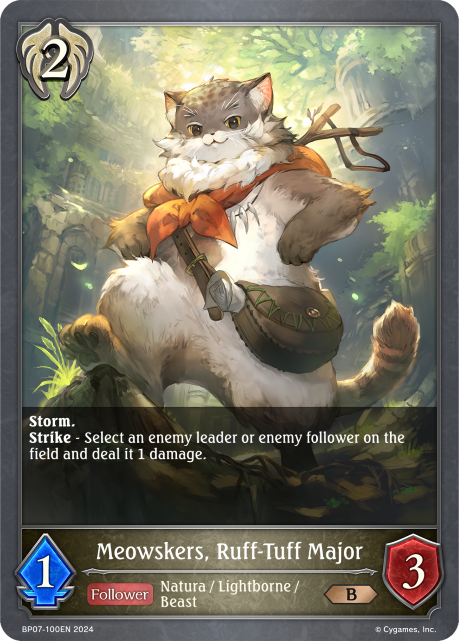 2
Storm.
Strike - Select an enemy leader or enemy follower on the
field and deal it 1 damage.
Meowskers, Ruff-Tuff Major
1
Follower
Natura / Lightborne /
Beast
B
3
BP07-100EN 2024
© Cygames, Inc.